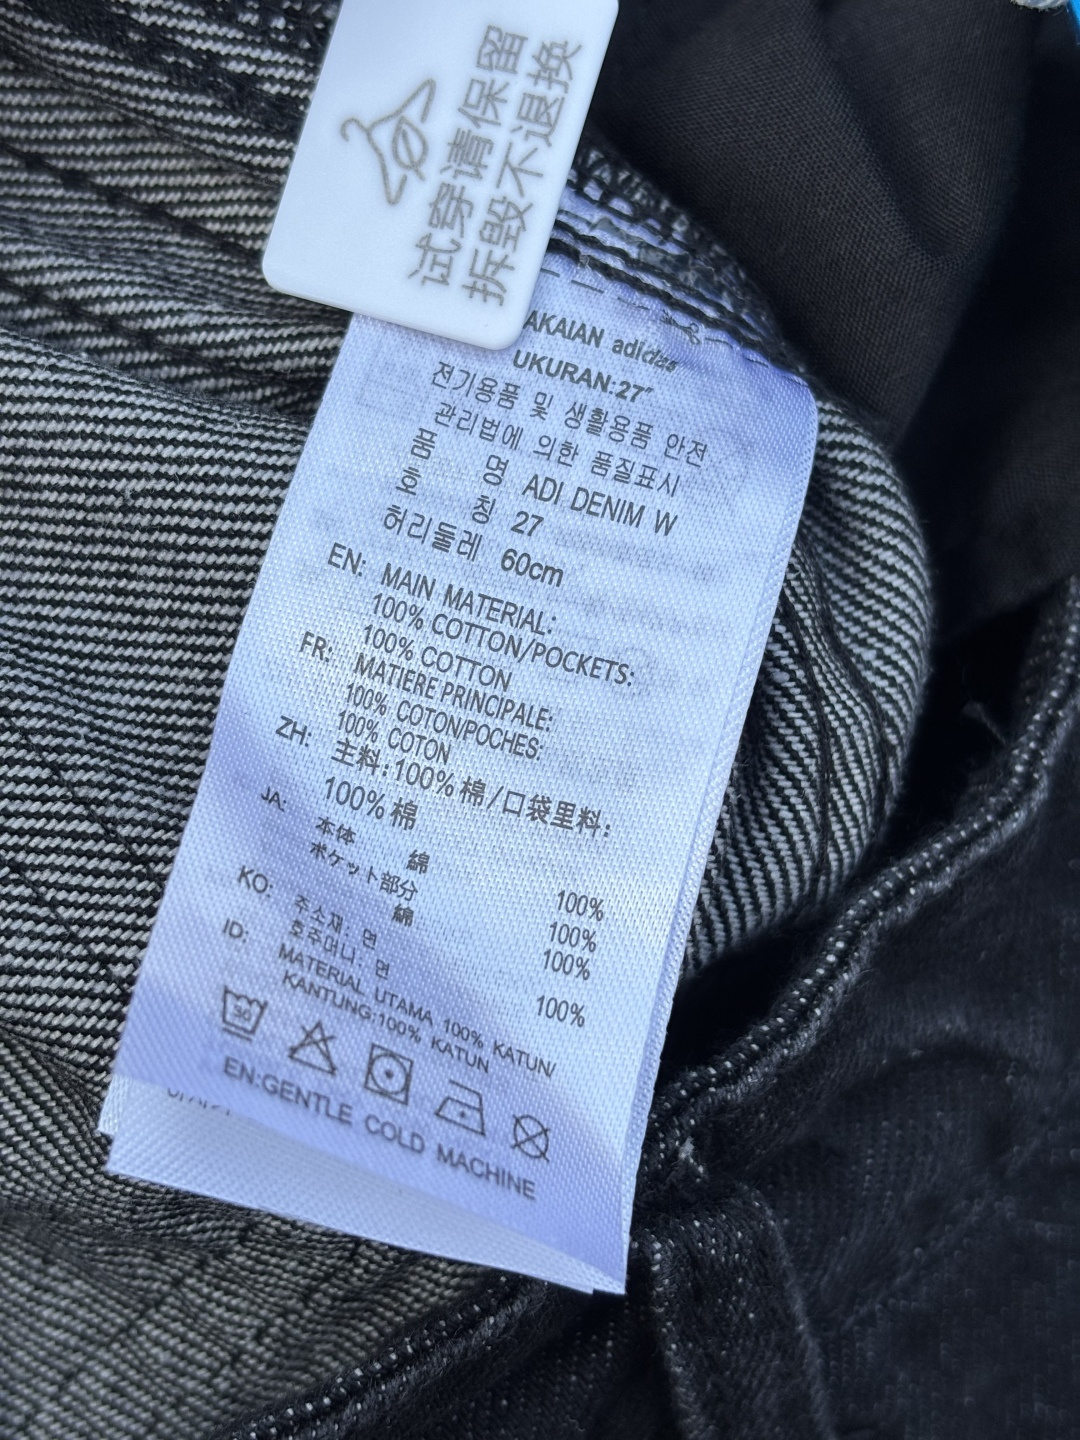 试穿请保留
拆毁不退换
AKAIAN adidas
UKURAN:27"
전기용품 및 생활용품 안전
관리법에 의한 품질표시
품 명 ADI DENIM W
호 칭 27
허리둘레 60cm
EN: MAIN MATERIAL:
100% COTTON/POCKETS:
100% COTTON
FR: MATIERE PRINCIPALE:
100% COTON/POCHES:
100% COTON
ZH: 主料:100%棉/口袋里料:
100%棉
JA:
本体 綿 100%
ポケット部分
綿 100%
KO: 주소재: 면 100%
호주머니: 면 100%
ID: MATERIAL UTAMA 100% KATUN/
KANTUNG:100% KATUN
30
EN:GENTLE COLD MACHINE